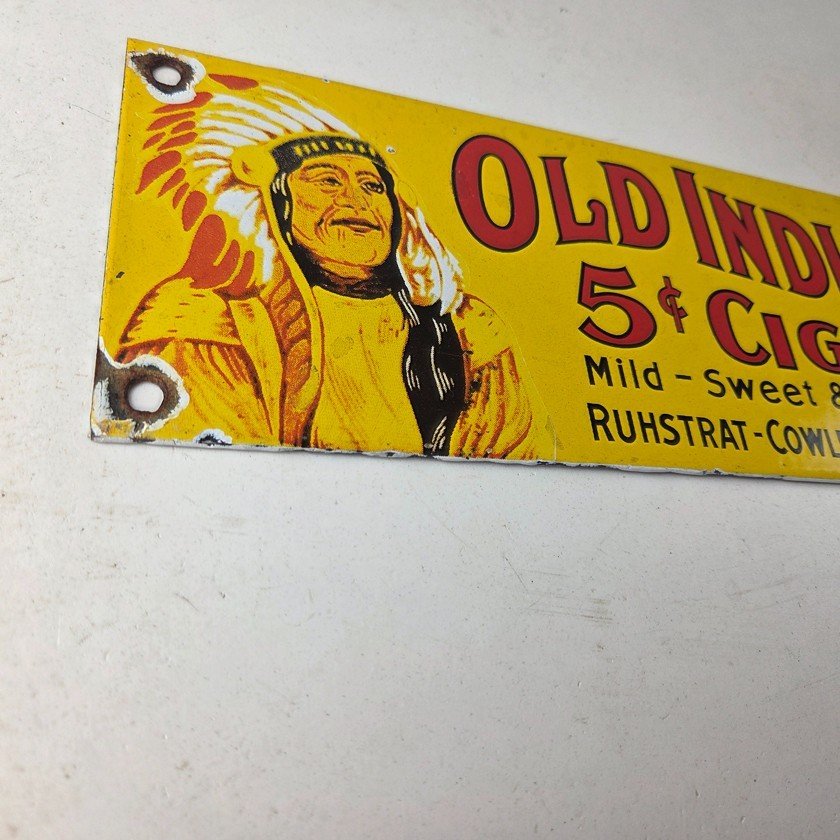 OLD INDI
5¢ CIG
Mild - Sweet &
RUHSTRAT-COWL